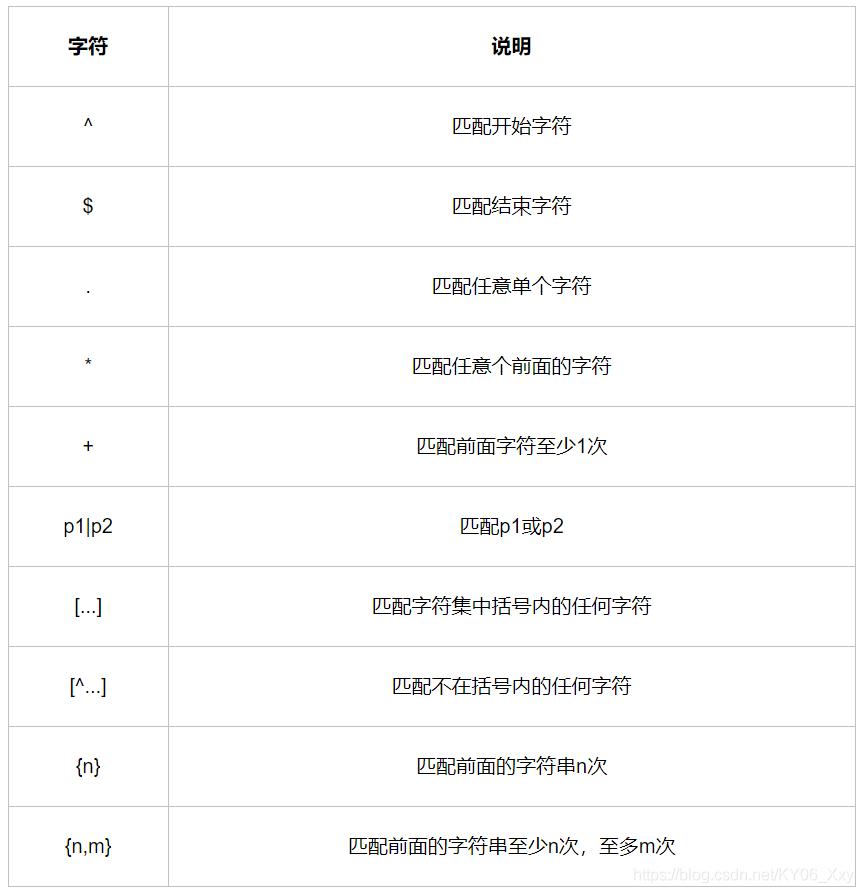 字符 说明
^ 匹配开始字符
$ 匹配结束字符
. 匹配任意单个字符
* 匹配任意个前面的字符
+ 匹配前面字符至少1次
p1|p2 匹配p1或p2
[...] 匹配字符集中括号内的任何字符
[^...] 匹配不在括号内的任何字符
{n} 匹配前面的字符串n次
{n,m} 匹配前面的字符串至少n次，至多m次
https://blog.csdn.net/KY06_Xxy